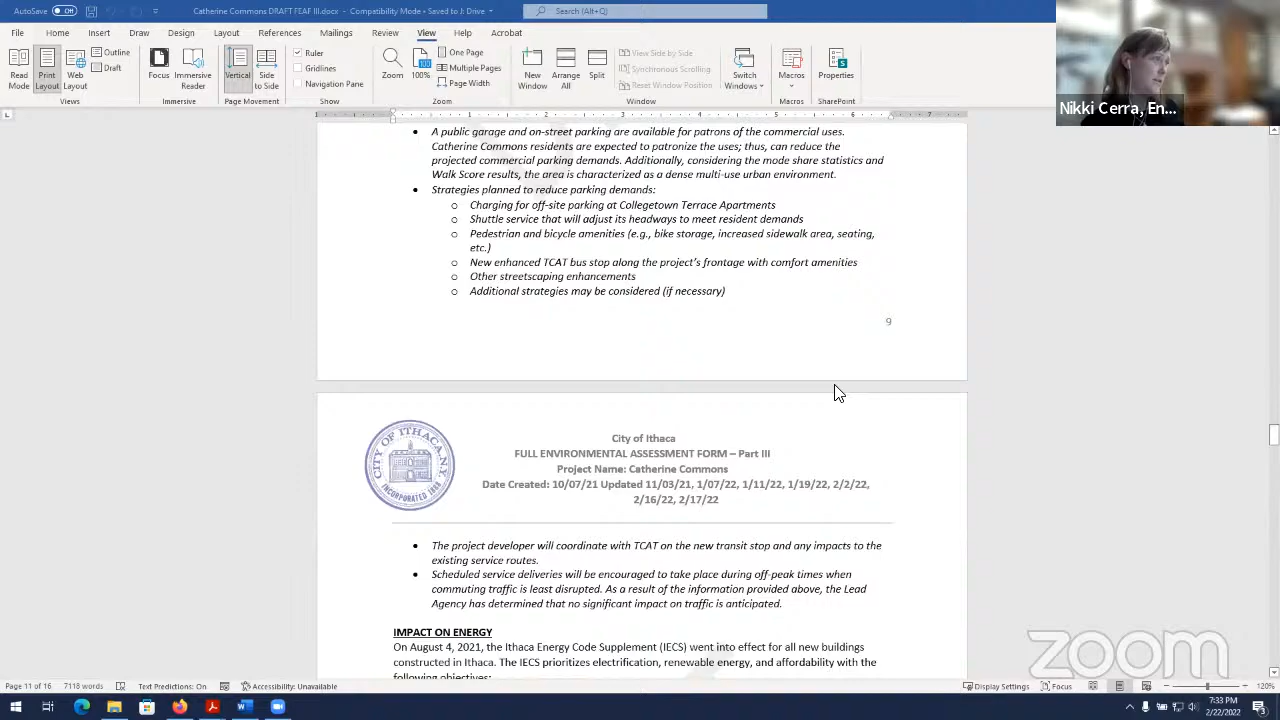 AutoSave Off Catherine Commons DRAFT FEAF III.docx - Compatibility Mode • Saved to J: Drive Search (Alt+Q)
File Home Insert Draw Design Layout References Mailings Review View Help Acrobat
Read Mode Print Layout Web Layout Outline Draft Focus Immersive Reader Vertical Side to Side Ruler Gridlines Navigation Pane Zoom 100% One Page Multiple Pages Page Width New Window Arrange All Split View Side by Side Synchronous Scrolling Reset Window Position Switch Windows Macros Properties
Views Immersive Page Movement Show Zoom Window Macros SharePoint
Nikki Cerra, En...
• A public garage and on-street parking are available for patrons of the commercial uses.
Catherine Commons residents are expected to patronize the uses; thus, can reduce the
projected commercial parking demands. Additionally, considering the mode share statistics and
Walk Score results, the area is characterized as a dense multi-use urban environment.
• Strategies planned to reduce parking demands:
o Charging for off-site parking at Collegetown Terrace Apartments
o Shuttle service that will adjust its headways to meet resident demands
o Pedestrian and bicycle amenities (e.g., bike storage, increased sidewalk area, seating,
etc.)
o New enhanced TCAT bus stop along the project's frontage with comfort amenities
o Other streetscaping enhancements
o Additional strategies may be considered (if necessary)
9
CITY OF ITHACA, N.Y.
INCORPORATED 1888
City of Ithaca
FULL ENVIRONMENTAL ASSESSMENT FORM – Part III
Project Name: Catherine Commons
Date Created: 10/07/21 Updated 11/03/21, 1/07/22, 1/11/22, 1/19/22, 2/2/22,
2/16/22, 2/17/22
• The project developer will coordinate with TCAT on the new transit stop and any impacts to the
existing service routes.
• Scheduled service deliveries will be encouraged to take place during off-peak times when
commuting traffic is least disrupted. As a result of the information provided above, the Lead
Agency has determined that no significant impact on traffic is anticipated.
IMPACT ON ENERGY
On August 4, 2021, the Ithaca Energy Code Supplement (IECS) went into effect for all new buildings
constructed in Ithaca. The IECS prioritizes electrification, renewable energy, and affordability with the
following objectives:
zoom
Page 11 of 16 7118 words Text Predictions: On Accessibility: Unavailable Display Settings Focus 120%
7:33 PM
2/22/2022